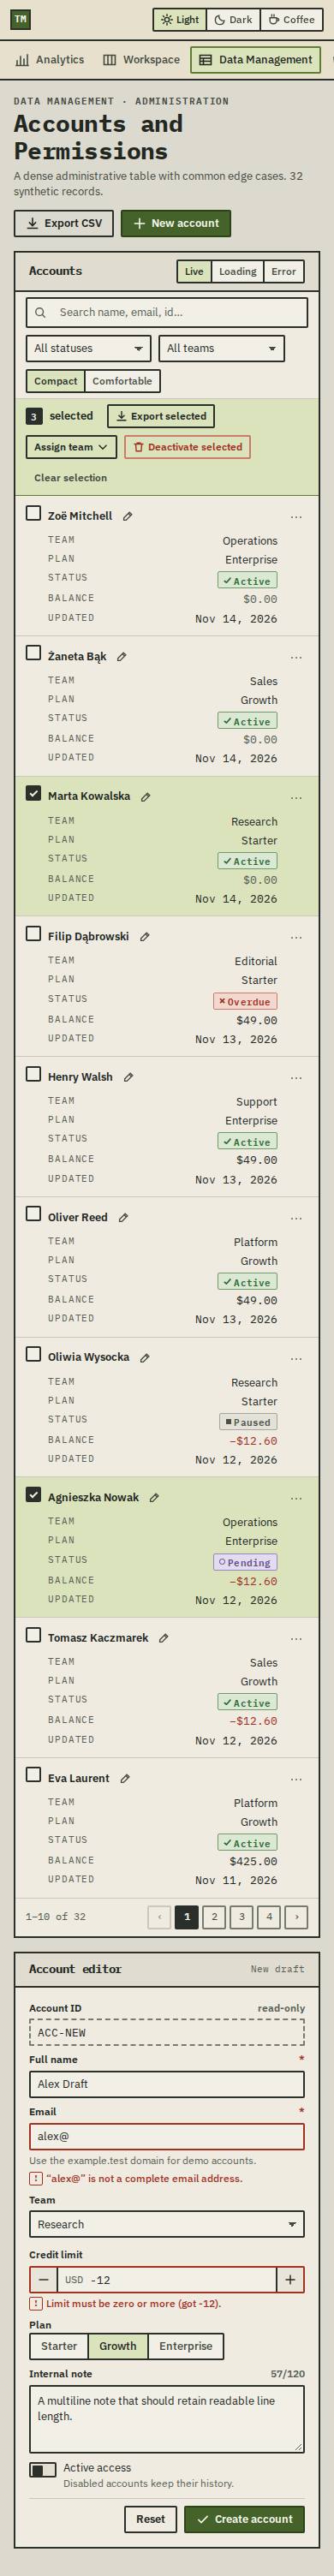 TM
Light Dark Coffee
Analytics Workspace Data Management
DATA MANAGEMENT · ADMINISTRATION
Accounts and
Permissions
A dense administrative table with common edge cases. 32
synthetic records.
Export CSV New account
Accounts Live Loading Error
Search name, email, id…
All statuses All teams
Compact Comfortable
3 selected Export selected
Assign team Deactivate selected
Clear selection
Zoë Mitchell ...
TEAM Operations
PLAN Enterprise
STATUS Active
BALANCE $0.00
UPDATED Nov 14, 2026
Żaneta Bąk ...
TEAM Sales
PLAN Growth
STATUS Active
BALANCE $0.00
UPDATED Nov 14, 2026
Marta Kowalska ...
TEAM Research
PLAN Starter
STATUS Active
BALANCE $0.00
UPDATED Nov 14, 2026
Filip Dąbrowski ...
TEAM Editorial
PLAN Starter
STATUS Overdue
BALANCE $49.00
UPDATED Nov 13, 2026
Henry Walsh ...
TEAM Support
PLAN Enterprise
STATUS Active
BALANCE $49.00
UPDATED Nov 13, 2026
Oliver Reed ...
TEAM Platform
PLAN Growth
STATUS Active
BALANCE $49.00
UPDATED Nov 13, 2026
Oliwia Wysocka ...
TEAM Research
PLAN Starter
STATUS Paused
BALANCE −$12.60
UPDATED Nov 12, 2026
Agnieszka Nowak ...
TEAM Operations
PLAN Enterprise
STATUS Pending
BALANCE −$12.60
UPDATED Nov 12, 2026
Tomasz Kaczmarek ...
TEAM Sales
PLAN Growth
STATUS Active
BALANCE −$12.60
UPDATED Nov 12, 2026
Eva Laurent ...
TEAM Platform
PLAN Growth
STATUS Active
BALANCE $425.00
UPDATED Nov 11, 2026
1–10 of 32 ‹ 1 2 3 4 ›
Account editor New draft
Account ID read-only
ACC-NEW
Full name *
Alex Draft
Email *
alex@
Use the example.test domain for demo accounts.
! “alex@” is not a complete email address.
Team
Research
Credit limit
− USD -12 +
! Limit must be zero or more (got -12).
Plan
Starter Growth Enterprise
Internal note 57/120
A multiline note that should retain readable line
length.
Active access
Disabled accounts keep their history.
Reset Create account